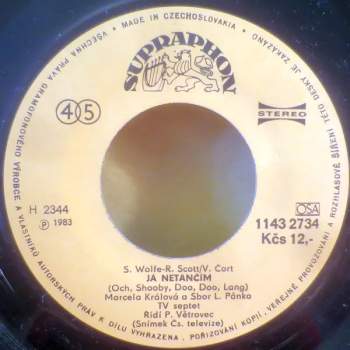 MADE IN CZECHOSLOVAKIA
VŠECHNA PRÁVA GRAMOFONOVÉHO VÝROBCE A VLASTNÍKŮ AUTORSKÝCH PRÁV K DÍLU VYHRAZENA. POŘIZOVÁNÍ KOPIÍ, VEŘEJNÉ PROVOZOVÁNÍ A ROZHLASOVÉ ŠÍŘENÍ TÉTO DESKY JE ZAKÁZÁNO
SUPRAPHON
45
STEREO
H 2344
℗ 1983
OSA
1143 2734
Kčs 12,-
S. Wolfe-R. Scott/V. Cort
JA NETANČÍM
(Och, Shooby, Doo, Doo, Lang)
Marcela Králová a Sbor L. Pánka
TV septet
Řídí P. Větrovec
(Snímek Čs. televize)